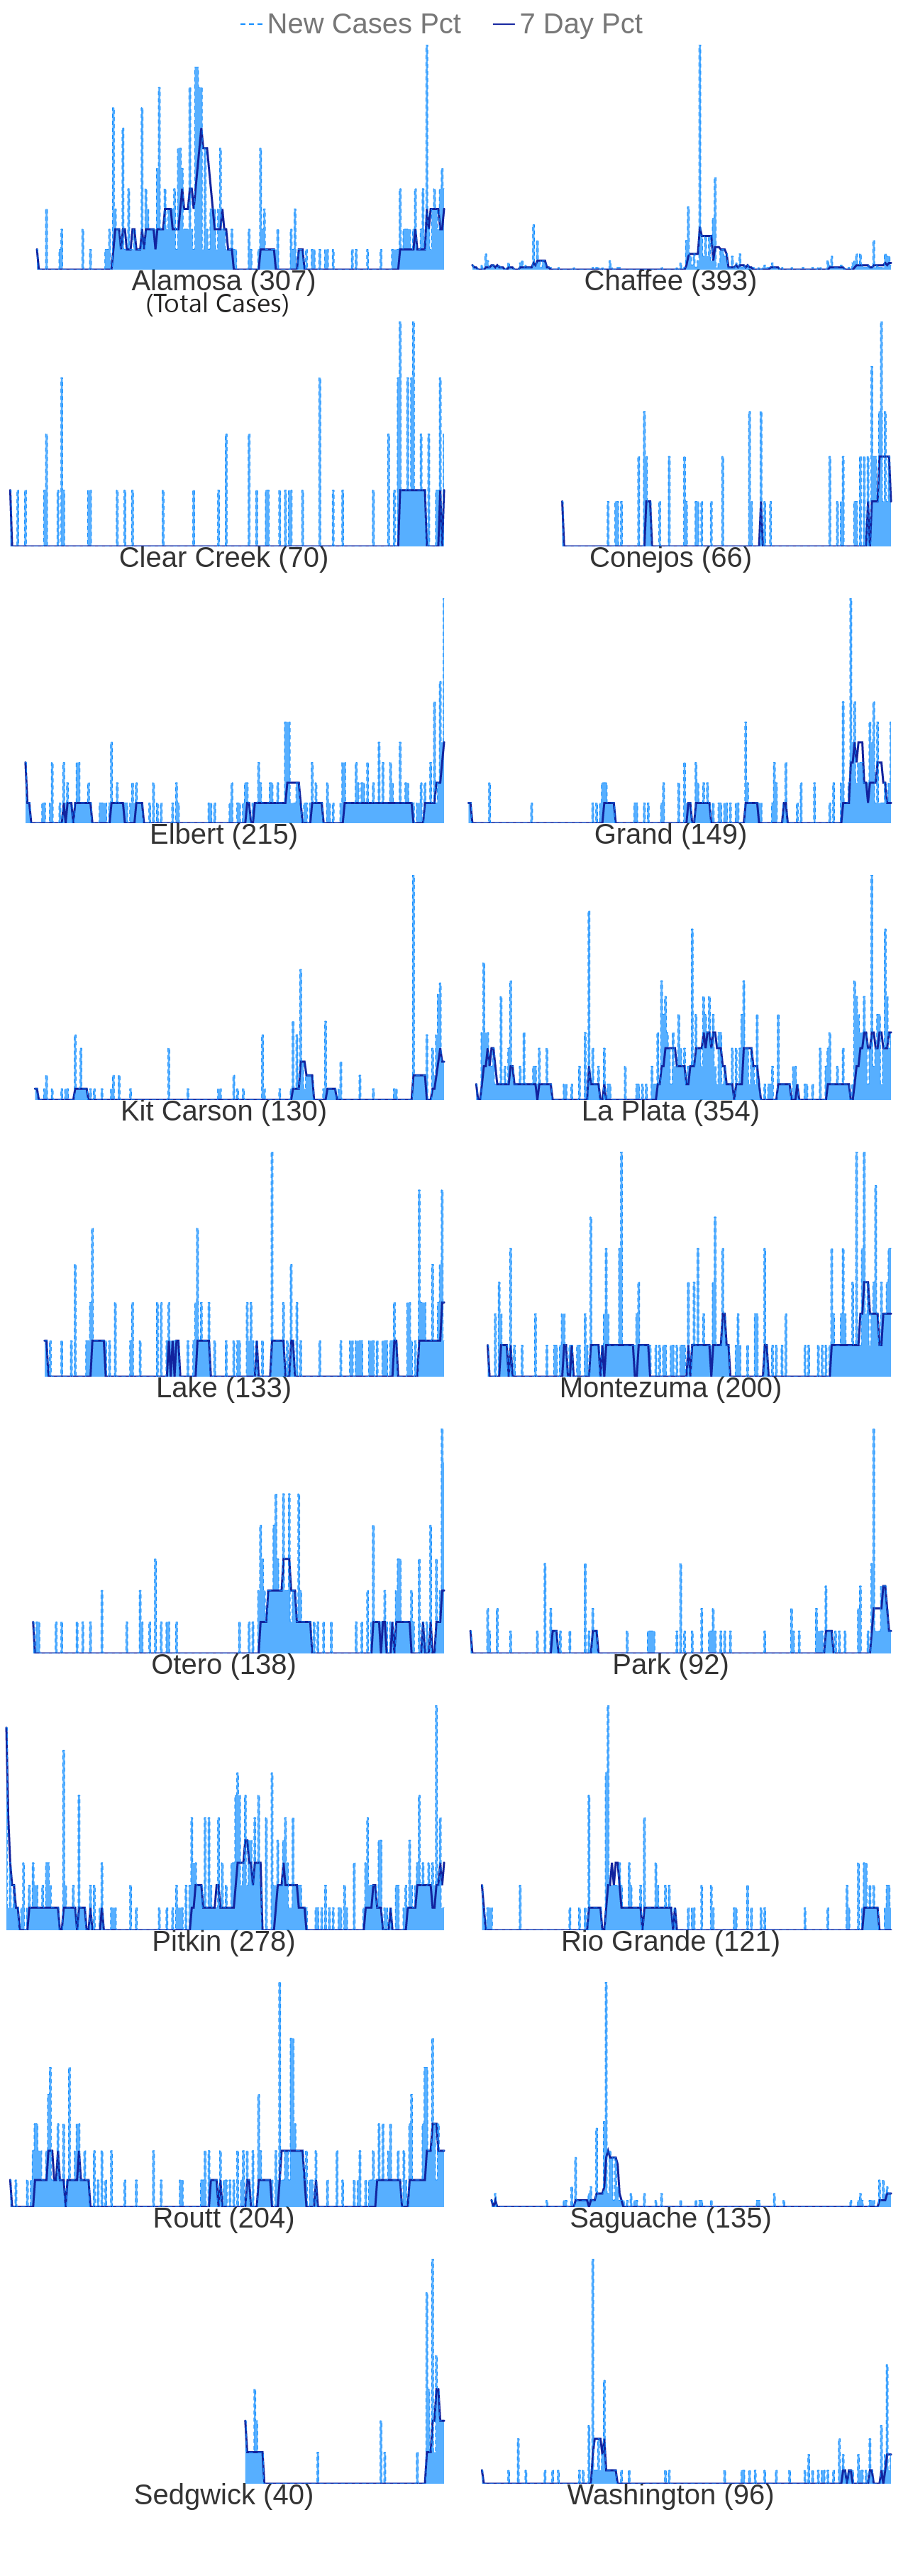 New Cases Pct 7 Day Pct
Alamosa (307) Chaffee (393)
(Total Cases)
Clear Creek (70) Conejos (66)
Elbert (215) Grand (149)
Kit Carson (130) La Plata (354)
Lake (133) Montezuma (200)
Otero (138) Park (92)
Pitkin (278) Rio Grande (121)
Routt (204) Saguache (135)
Sedgwick (40) Washington (96)